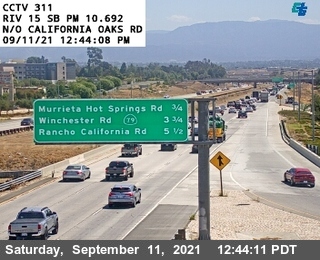 CCTV 311
RIV 15 SB PM 10.692
N/O CALIFORNIA OAKS RD
09/11/21 12:44:08 PM
Murrieta Hot Springs Rd 3/4
Winchester Rd 79 3 3/4
Rancho California Rd 5 1/2
Saturday, September 11, 2021 12:44:11 PDT